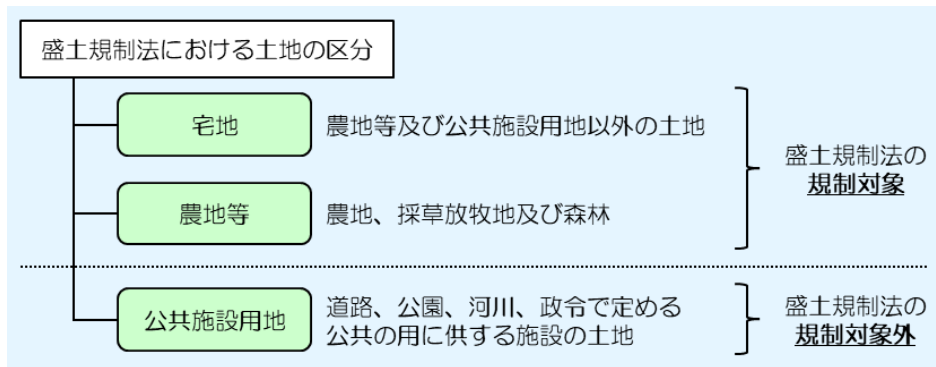 盛土規制法における土地の区分
宅地
農地等及び公共施設用地以外の土地
農地等
農地、採草放牧地及び森林
盛土規制法の
規制対象
公共施設用地
道路、公園、河川、政令で定める
公共の用に供する施設の土地
盛土規制法の
規制対象外